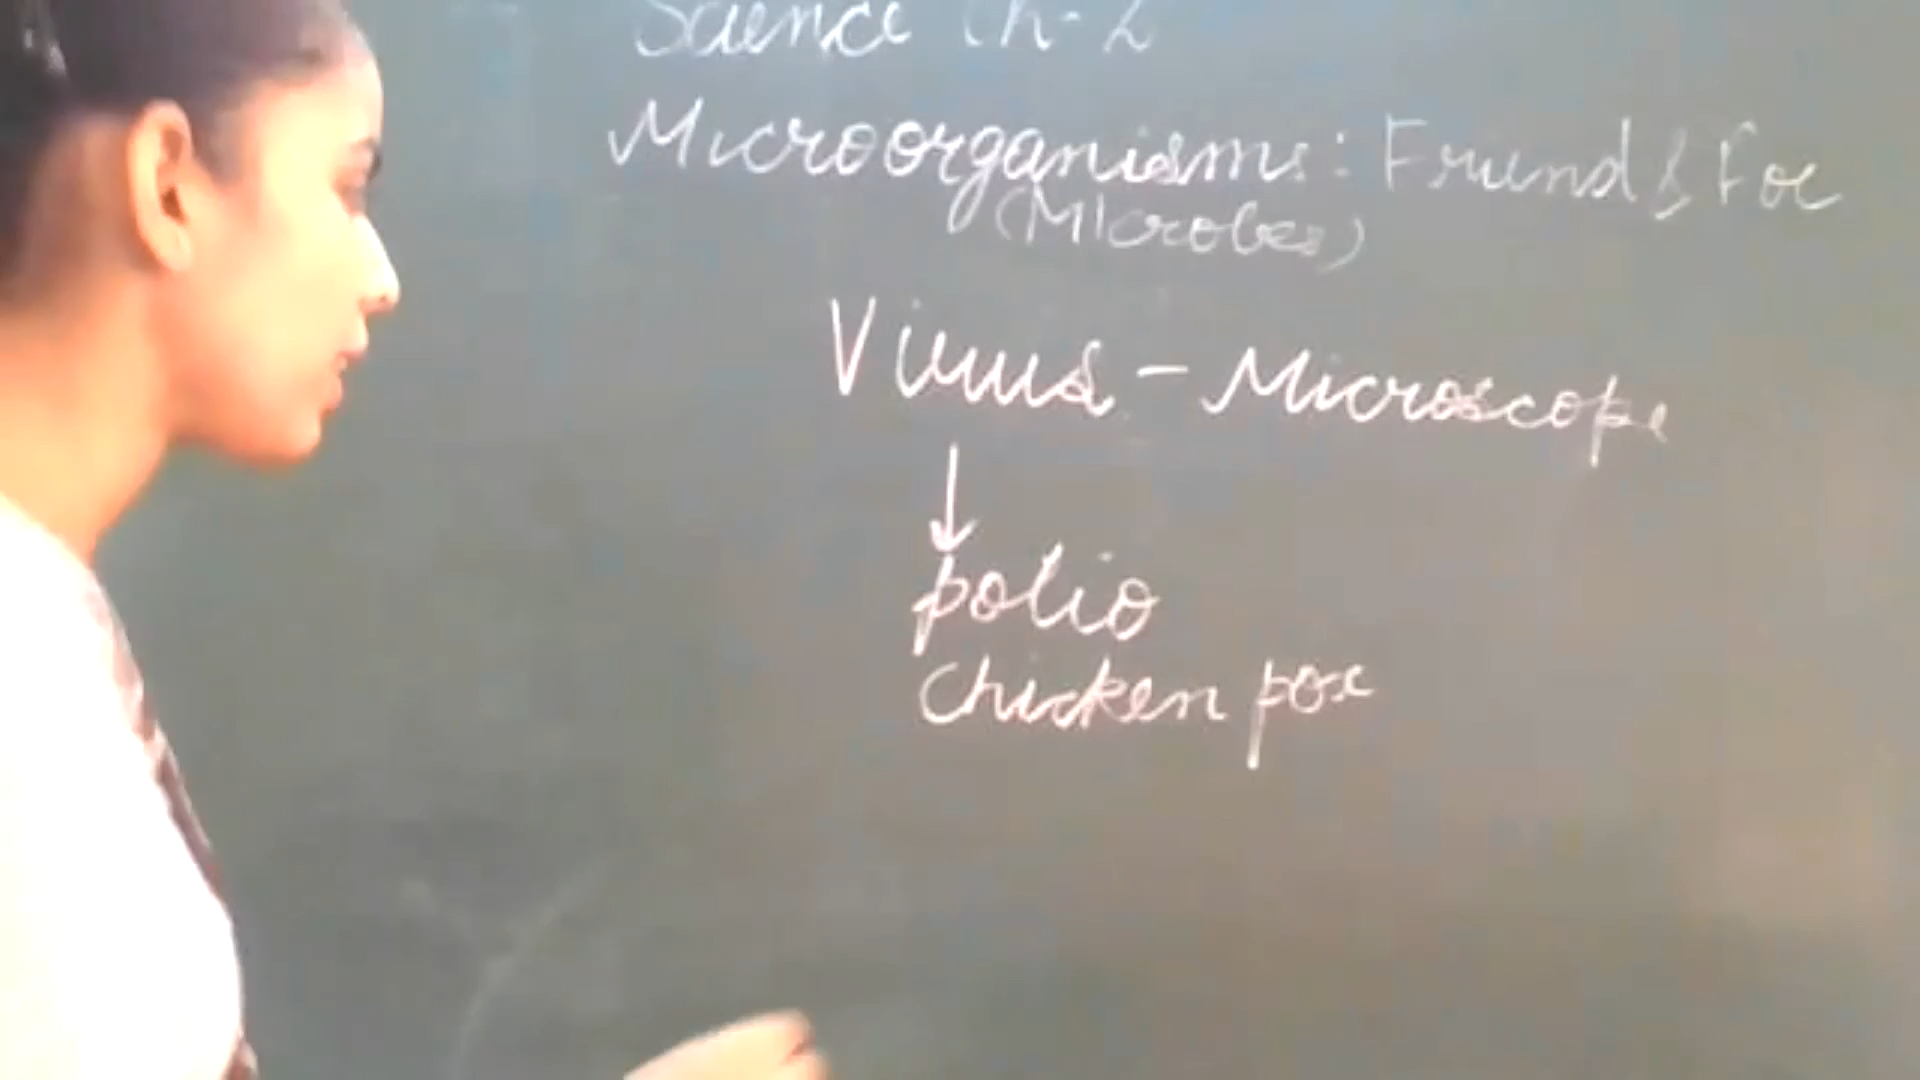 Science Ch-2
Microorganisms: Friend & Foe
(Microbes)
Virus - Microscope
↓
polio
Chicken pox